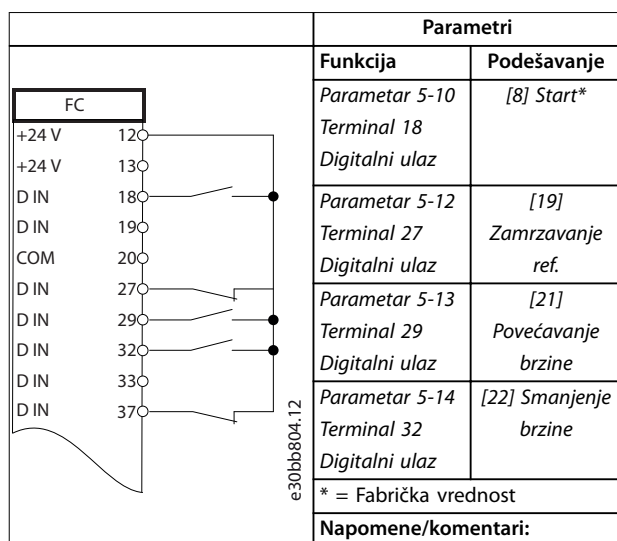 Parametri
Funkcija Podešavanje
FC
+24 V 12
+24 V 13
D IN 18
D IN 19
COM 20
D IN 27
D IN 29
D IN 32
D IN 33
D IN 37
e30bb804.12
Parametar 5-10 [8] Start*
Terminal 18
Digitalni ulaz
Parametar 5-12 [19]
Terminal 27 Zamrzavanje
Digitalni ulaz ref.
Parametar 5-13 [21]
Terminal 29 Povećavanje
Digitalni ulaz brzine
Parametar 5-14 [22] Smanjenje
Terminal 32 brzine
Digitalni ulaz
* = Fabrička vrednost
Napomene/komentari: